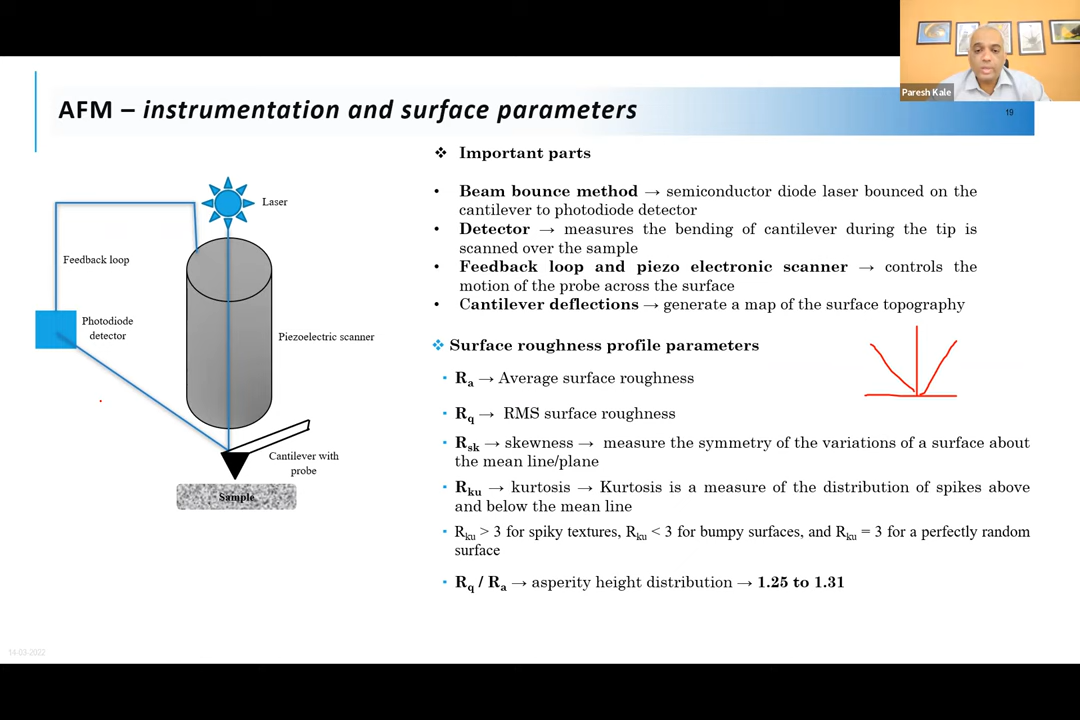 Paresh Kale
AFM – instrumentation and surface parameters
19
❖ Important parts
• Beam bounce method → semiconductor diode laser bounced on the
cantilever to photodiode detector
• Detector → measures the bending of cantilever during the tip is
scanned over the sample
• Feedback loop and piezo electronic scanner → controls the
motion of the probe across the surface
• Cantilever deflections → generate a map of the surface topography
❖ Surface roughness profile parameters
▪ Ra → Average surface roughness
▪ Rq → RMS surface roughness
▪ Rsk → skewness → measure the symmetry of the variations of a surface about
the mean line/plane
▪ Rku → kurtosis → Kurtosis is a measure of the distribution of spikes above
and below the mean line
▪ Rku > 3 for spiky textures, Rku < 3 for bumpy surfaces, and Rku = 3 for a perfectly random
surface
▪ Rq / Ra → asperity height distribution → 1.25 to 1.31
Laser
Feedback loop
Photodiode
detector
Piezoelectric scanner
Cantilever with
probe
Sample
14-03-2022